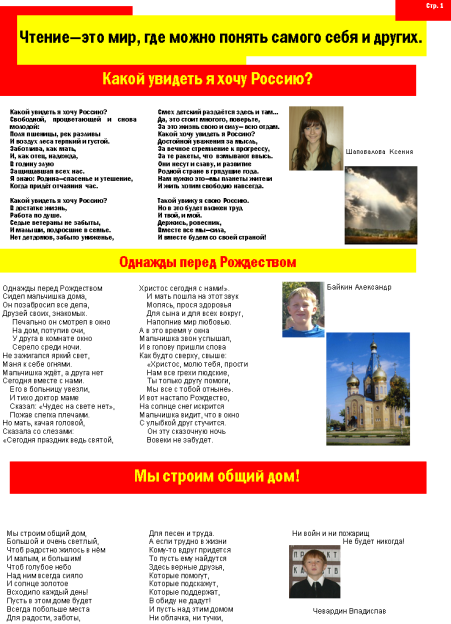 Стр. 1
Чтение—это мир, где можно понять самого себя и других.
Какой увидеть я хочу Россию?
Какой увидеть я хочу Россию?
Свободной, процветающей и снова
молодой:
Поля пшеницы, рек разливы
И воздух леса терпкий и густой.
Заботлива, как мать,
И, как отец, надежда,
В годину злую
Защищавшая всех нас.
Я знаю: Родина—спасенье и утешение,
Когда придёт отчаяния час.
Какой увидеть я хочу Россию?
В достатке жизнь,
Работа по душе.
Седые ветераны не забыты,
И малыши, подросшие в семье.
Нет детдомов, забыто униженье,
Смех детский раздаётся здесь и там...
Да, это стоит многого, поверьте,
За это жизнь свою и силу— всю отдам.
Какой хочу увидеть я Россию?
Достойной уважения за мысль,
За вечное стремление к прогрессу,
За те ракеты, что взмывают ввысь.
Они несут и славу, и развитие
Родной стране в грядущие года.
Нам нужно это—мы планеты жители
И жить хотим свободно навсегда.
Такой увижу я свою Россию.
Но в это будет вложен труд,
И твой, и мой.
Держись, ровесник,
Вместе все мы—сила,
И вместе будем со своей страной!
Шаповалова Ксения
Однажды перед Рождеством
Однажды перед Рождеством
Сидел мальчишка дома,
Он позабросил все дела,
Друзей своих, знакомых.
Печально он смотрел в окно
На дом, потупив очи,
У друга в комнате окно
Серело среди ночи.
Не зажигался яркий свет,
Маня к себе огнями.
Мальчишка ждёт, а друга нет
Сегодня вместе с нами.
Его в больницу увезли,
И тихо доктор маме
Сказал: «Чудес на свете нет»,
Пожав слегка плечами.
Но мать, качая головой,
Сказала со слезами:
«Сегодня праздник ведь святой,
Христос сегодня с нами!».
И мать пошла на этот звук
Молясь, прося здоровья
Для сына и для всех вокруг,
Наполнив мир любовью.
А в это время у окна
Мальчишка звон услышал,
И в голову пришли слова
Как будто сверху, свыше:
«Христос, молю тебя, прости
Нам все грехи людские,
Ты только другу помоги,
Мы все с тобой отныне».
И вот настало Рождество,
На солнце снег искрится
Мальчишка видит, что в окно
С улыбкой друг стучится.
Он эту сказочную ночь
Вовеки не забудет.
Байкин Александр
Мы строим общий дом!
Мы строим общий дом,
Большой и очень светлый,
Чтоб радостно жилось в нём
И малым, и большим!
Чтоб голубое небо
Над ним всегда сияло
И солнце золотое
Всходило каждый день!
Пусть в этом доме будет
Всегда побольше места
Для радости, заботы,
Для песен и труда.
А если трудно в жизни
Кому-то вдруг придется
То пусть ему найдутся
Здесь верные друзья,
Которые помогут,
Которые подскажут,
Которые поддержат,
В обиду не дадут!
И пусть над этим домом
Ни облачка, ни тучки,
Ни войн и ни пожарищ
Не будет никогда!
Чевардин Влад­ислав